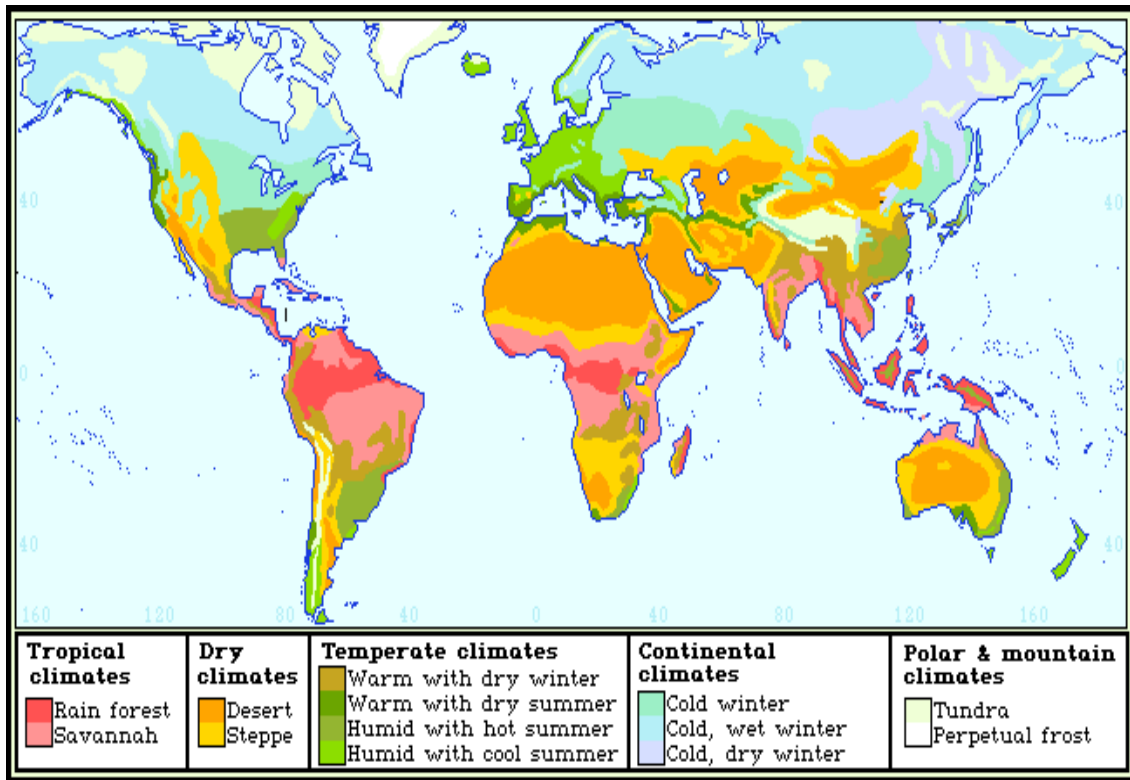 40
40
0
0
40
40
160
120
80
40
0
40
80
120
160
Tropical
climates
Rain forest
Savannah
Dry
climates
Desert
Steppe
Temperate climates
Warm with dry winter
Warm with dry summer
Humid with hot summer
Humid with cool summer
Continental
climates
Cold winter
Cold, wet winter
Cold, dry winter
Polar & mountain
climates
Tundra
Perpetual frost